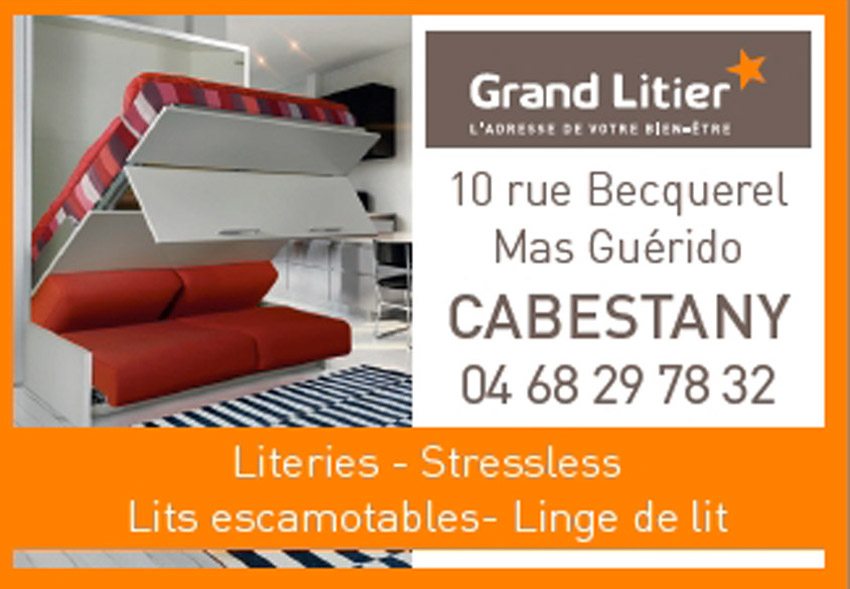 Grand Litier
L'ADRESSE DE VOTRE BIEN-ÊTRE
10 rue Becquerel
Mas Guérido
CABESTANY
04 68 29 78 32
Literies - Stressless
Lits escamotables- Linge de lit